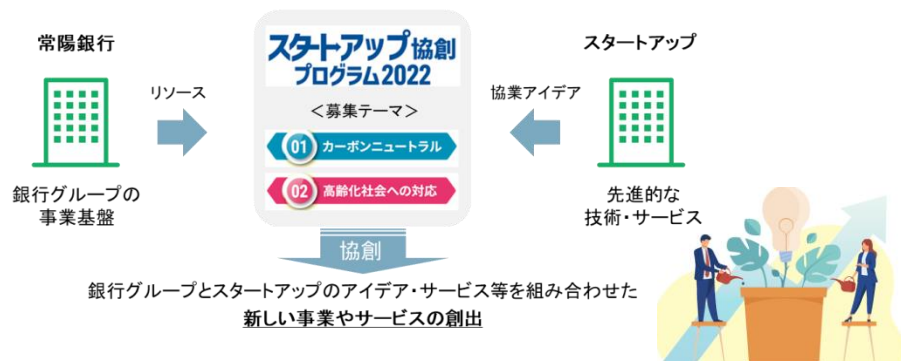 常陽銀行
リソース
銀行グループの
事業基盤
スタートアップ協創
プログラム2022
＜募集テーマ＞
01 カーボンニュートラル
02 高齢化社会への対応
スタートアップ
協業アイデア
先進的な
技術・サービス
協創
銀行グループとスタートアップのアイデア・サービス等を組み合わせた
新しい事業やサービスの創出